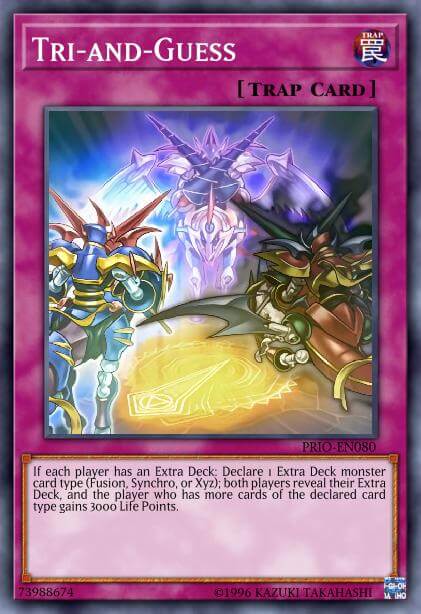 Tri-and-Guess
TRAP
罠
[Trap Card]
PRIO-EN080
If each player has an Extra Deck: Declare 1 Extra Deck monster
card type (Fusion, Synchro, or Xyz); both players reveal their Extra
Deck, and the player who has more cards of the declared card
type gains 3000 Life Points.
73988674
©1996 KAZUKI TAKAHASHI